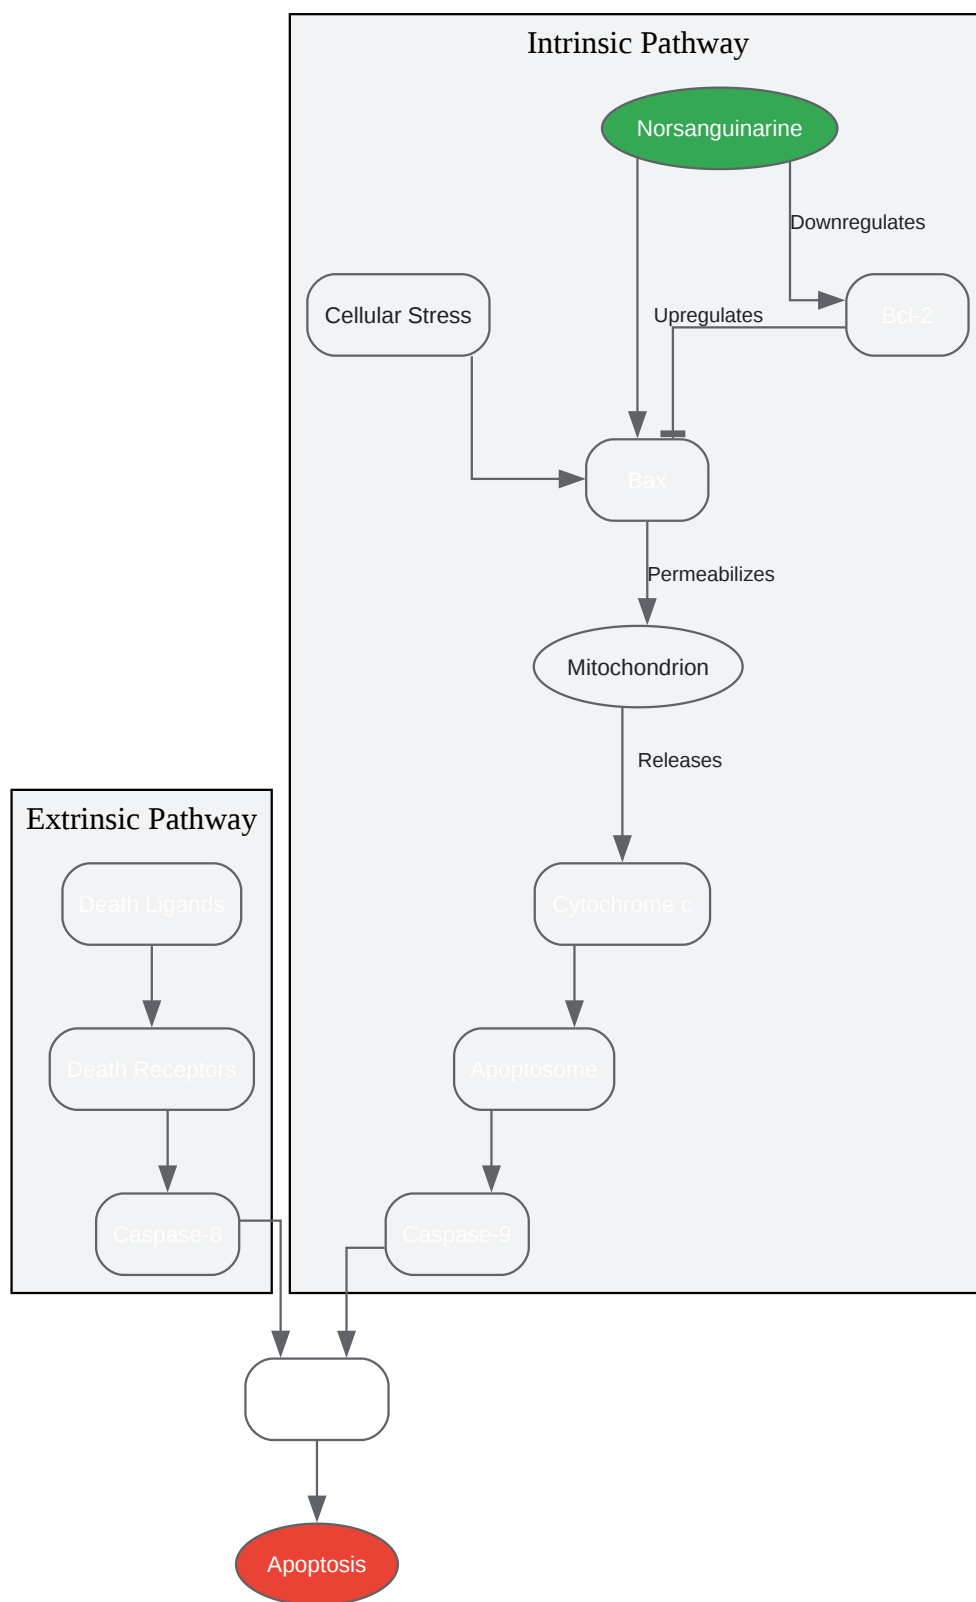 Intrinsic Pathway
Norsanguinarine
Downregulates
Cellular Stress
Upregulates
Bcl-2
Bax
Permeabilizes
Mitochondrion
Releases
Extrinsic Pathway
Death Ligands
Cytochrome c
Death Receptors
Apoptosome
Caspase-8
Caspase-9
Apoptosis